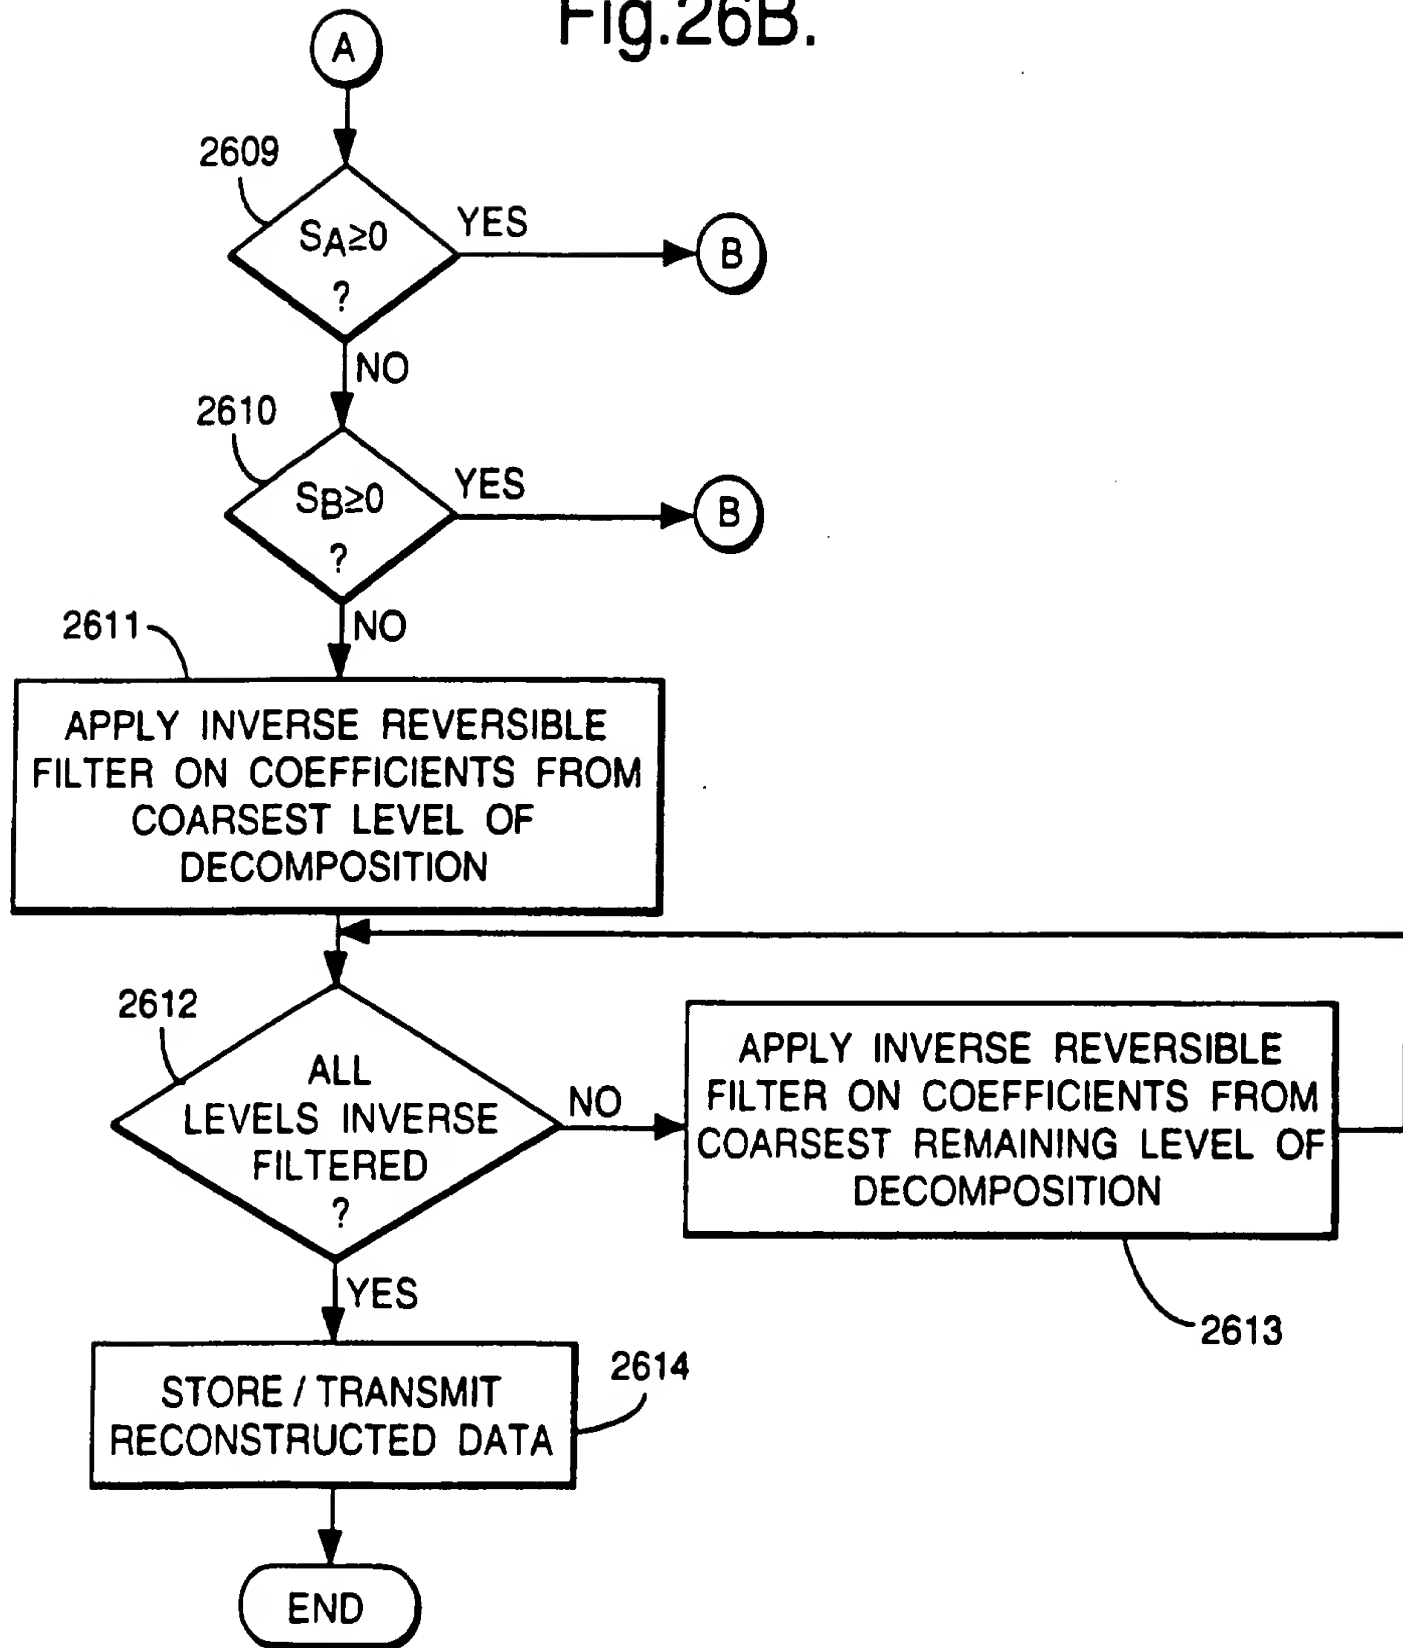 Fig.26B.
A
2609
SA≥0
?
YES
B
NO
2610
SB≥0
?
YES
B
NO
2611
APPLY INVERSE REVERSIBLE
FILTER ON COEFFICIENTS FROM
COARSEST LEVEL OF
DECOMPOSITION
2612
ALL
LEVELS INVERSE
FILTERED
?
NO
APPLY INVERSE REVERSIBLE
FILTER ON COEFFICIENTS FROM
COARSEST REMAINING LEVEL OF
DECOMPOSITION
2613
YES
STORE / TRANSMIT
RECONSTRUCTED DATA
2614
END